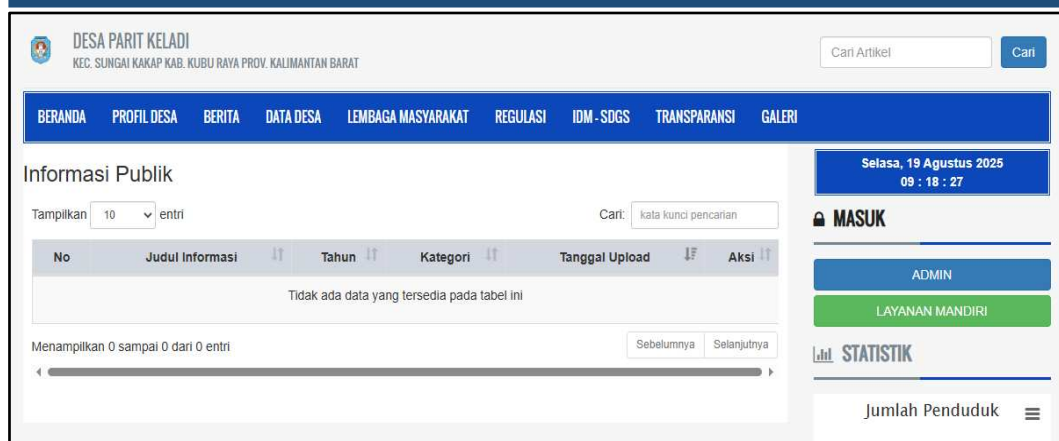 DESA PARIT KELADI
KEC. SUNGAI KAKAP KAB. KUBU RAYA PROV. KALIMANTAN BARAT
Cari Artikel Cari
BERANDA PROFIL DESA BERITA DATA DESA LEMBAGA MASYARAKAT REGULASI IDM - SDGS TRANSPARANSI GALERI
Informasi Publik
Tampilkan 10 entri Cari: kata kunci pencarian
No Judul Informasi Tahun Kategori Tanggal Upload Aksi
Tidak ada data yang tersedia pada tabel ini
Menampilkan 0 sampai 0 dari 0 entri Sebelumnya Selanjutnya
Selasa, 19 Agustus 2025
09 : 18 : 27
MASUK
ADMIN
LAYANAN MANDIRI
STATISTIK
Jumlah Penduduk